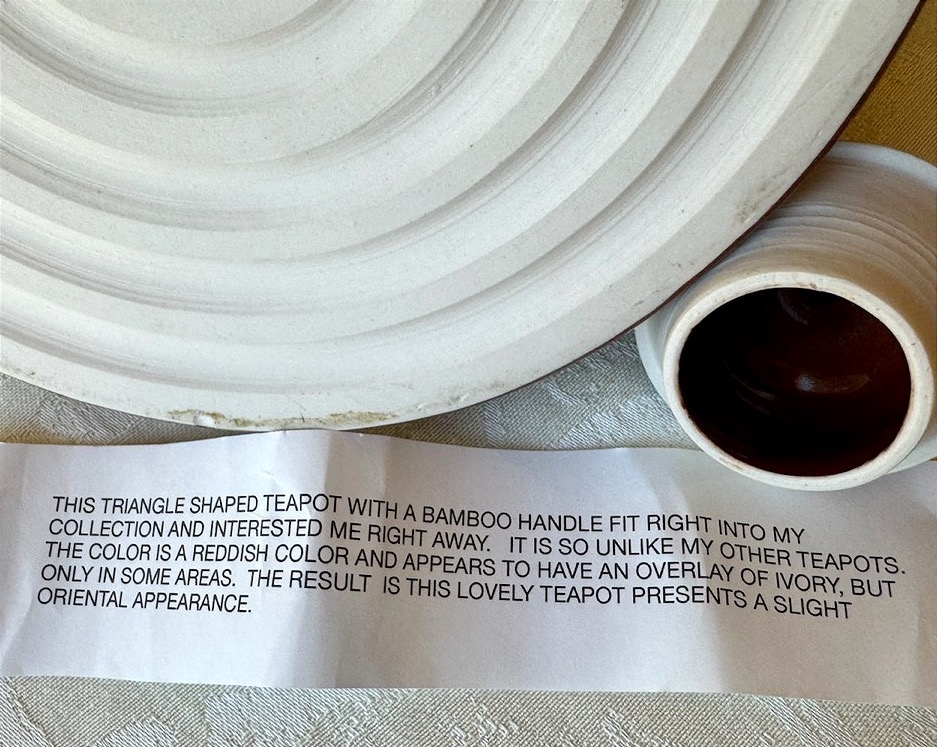 THIS TRIANGLE SHAPED TEAPOT WITH A BAMBOO HANDLE FIT RIGHT INTO MY
COLLECTION AND INTERESTED ME RIGHT AWAY. IT IS SO UNLIKE MY OTHER TEAPOTS.
THE COLOR IS A REDDISH COLOR AND APPEARS TO HAVE AN OVERLAY OF IVORY, BUT
ONLY IN SOME AREAS. THE RESULT IS THIS LOVELY TEAPOT PRESENTS A SLIGHT
ORIENTAL APPEARANCE.